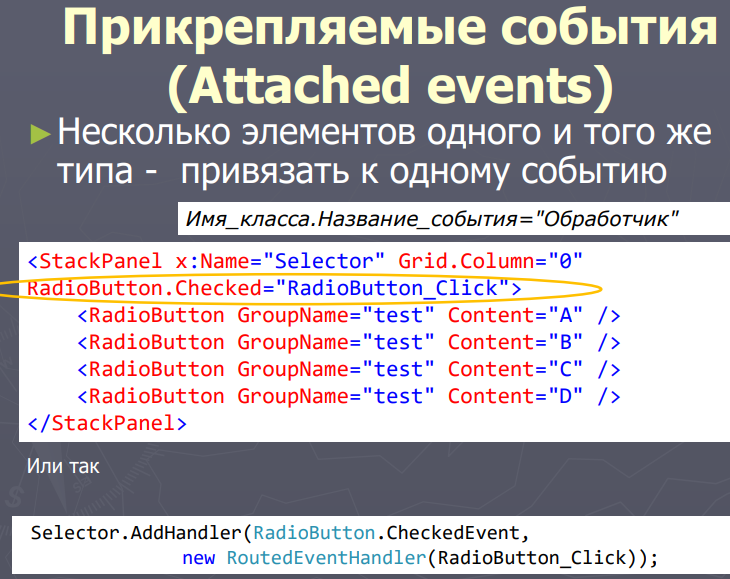 Прикрепляемые события
(Attached events)
►Несколько элементов одного и того же
типа - привязать к одному событию
Имя_класса.Название_события="Обработчик"
<StackPanel x:Name="Selector" Grid.Column="0"
RadioButton.Checked="RadioButton_Click">
    <RadioButton GroupName="test" Content="A" />
    <RadioButton GroupName="test" Content="B" />
    <RadioButton GroupName="test" Content="C" />
    <RadioButton GroupName="test" Content="D" />
</StackPanel>
Или так
Selector.AddHandler(RadioButton.CheckedEvent,
            new RoutedEventHandler(RadioButton_Click));